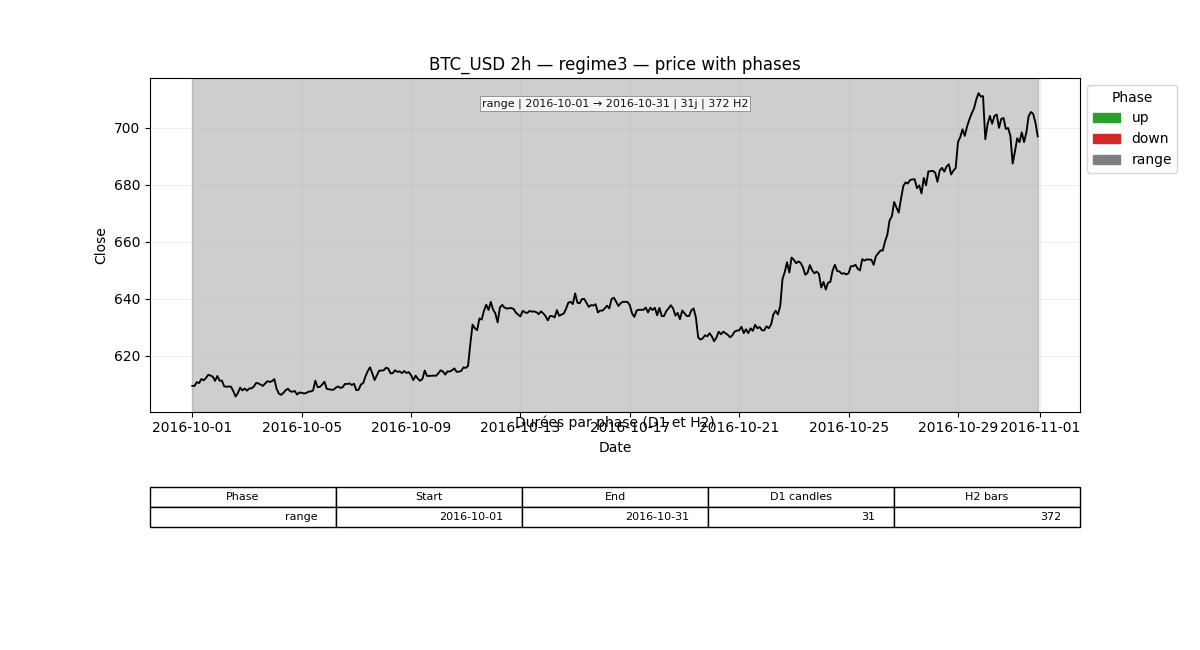 BTC_USD 2h — regime3 — price with phases
range | 2016-10-01 → 2016-10-31 | 31j | 372 H2
Phase
up
down
range
Close
700
680
660
640
620
2016-10-01 2016-10-05 2016-10-09 2016-10-13 2016-10-17 2016-10-21 2016-10-25 2016-10-29 2016-11-01
Durées par phase (D1 et H2)
Date
Phase Start End D1 candles H2 bars
range 2016-10-01 2016-10-31 31 372